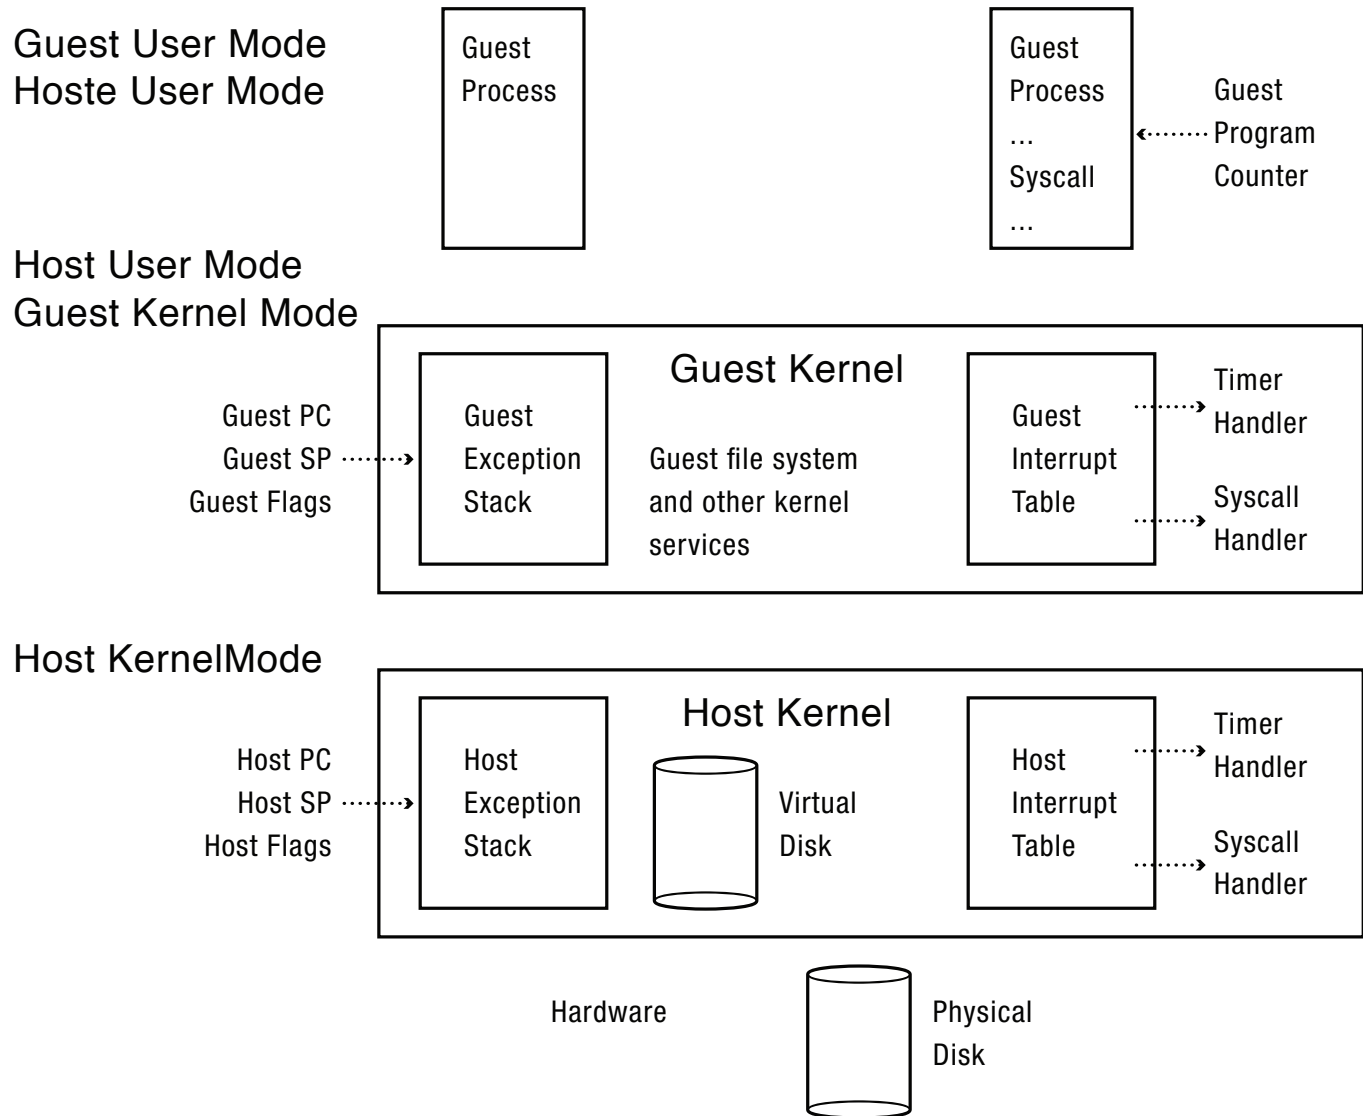 Guest User Mode
Hoste User Mode
Guest
Process
Guest
Process
...
Syscall
...
Guest
Program
Counter
Host User Mode
Guest Kernel Mode
Guest Kernel
Guest PC
Guest SP
Guest Flags
Guest
Exception
Stack
Guest file system
and other kernel
services
Guest
Interrupt
Table
Timer
Handler
Syscall
Handler
Host KernelMode
Host Kernel
Host PC
Host SP
Host Flags
Host
Exception
Stack
Virtual
Disk
Host
Interrupt
Table
Timer
Handler
Syscall
Handler
Hardware
Physical
Disk